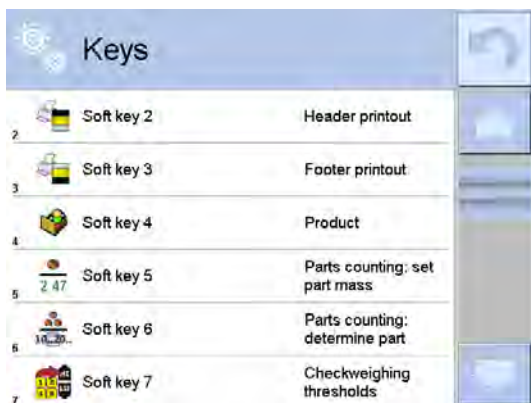 Keys
2 Soft key 2 Header printout
3 Soft key 3 Footer printout
4 Soft key 4 Product
5 2 47 Soft key 5 Parts counting: set
part mass
6 10...20... Soft key 6 Parts counting:
determine part
7 Soft key 7 Checkweighing
thresholds